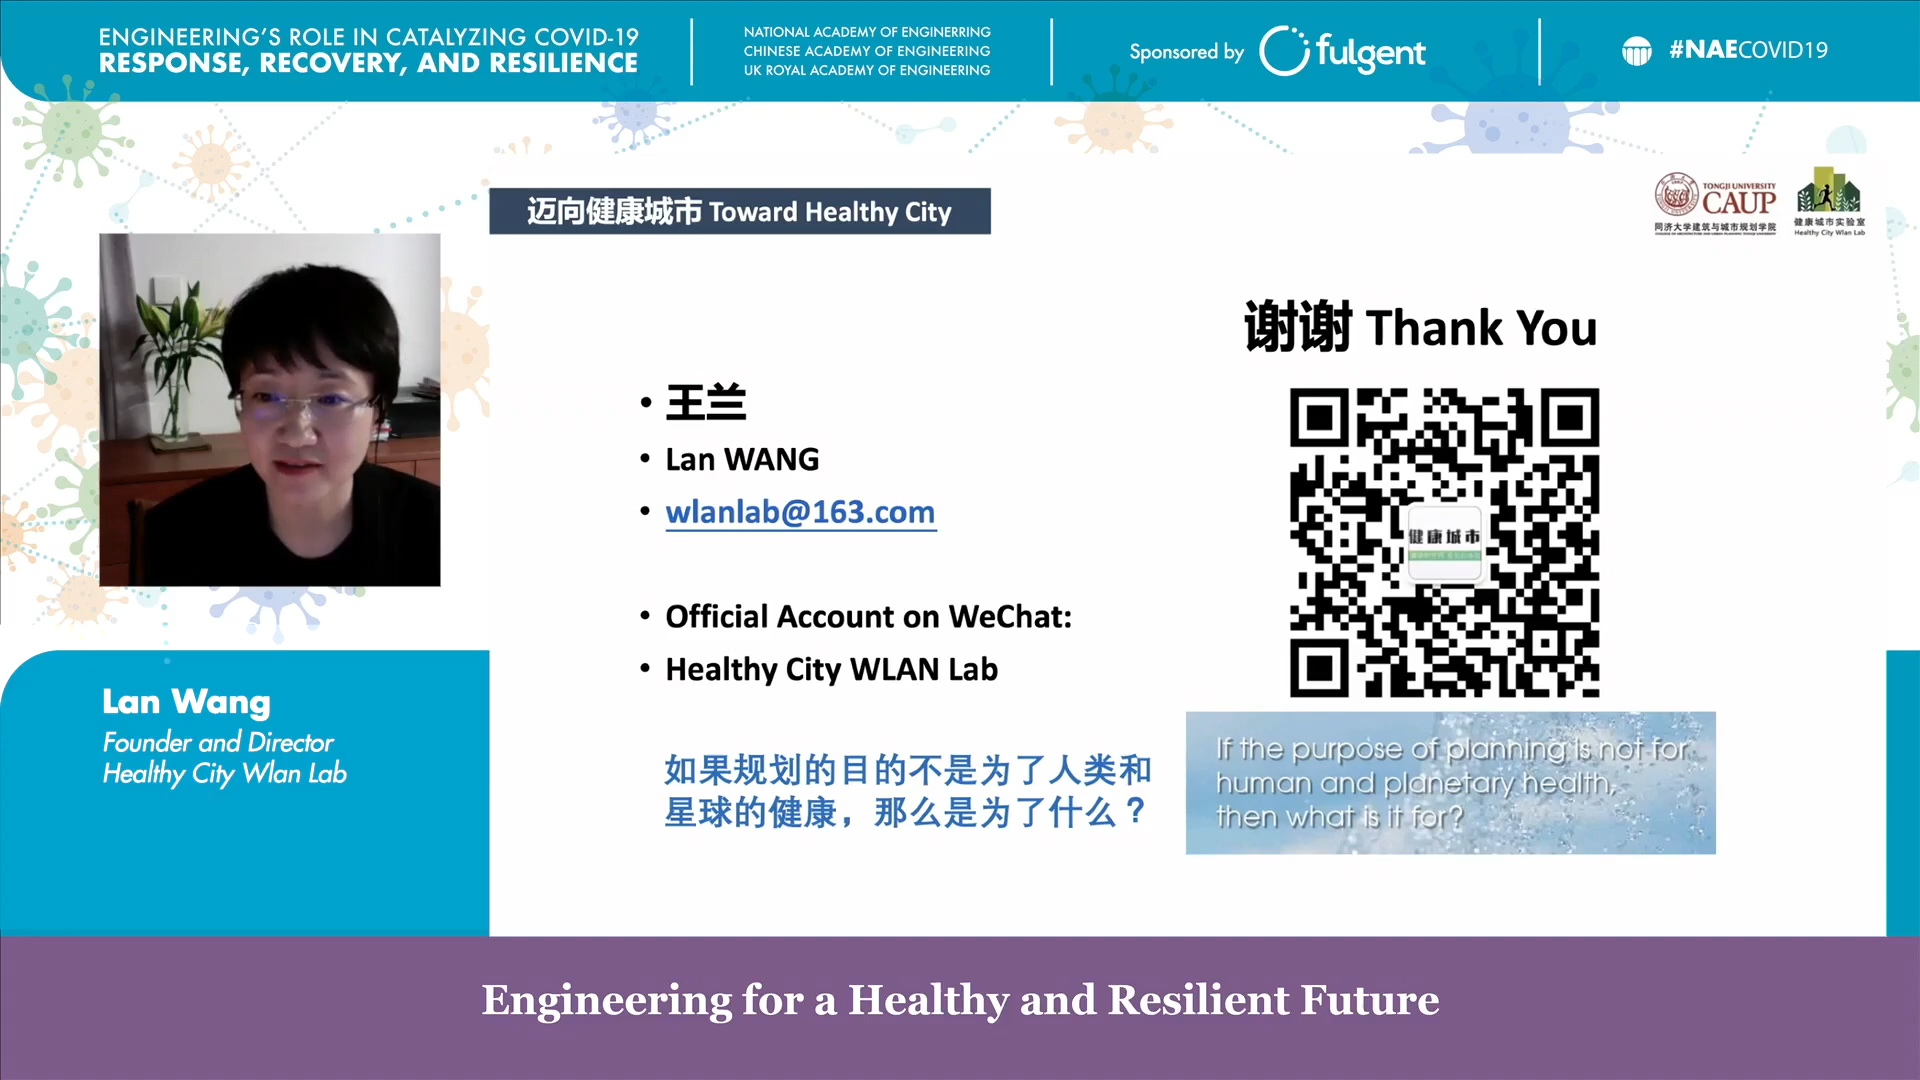 ENGINEERING'S ROLE IN CATALYZING COVID-19
RESPONSE, RECOVERY, AND RESILIENCE
NATIONAL ACADEMY OF ENGINERRING
CHINESE ACADEMY OF ENGINEERING
UK ROYAL ACADEMY OF ENGINEERING
Sponsored by fulgent
#NAECOVID19
迈向健康城市 Toward Healthy City
TONGJI UNIVERSITY
CAUP
同济大学建筑与城市规划学院
健康城市实验室
Healthy City Wlan Lab
谢谢 Thank You
• 王兰
• Lan WANG
• wlanlab@163.com
• Official Account on WeChat:
• Healthy City WLAN Lab
健康城市
如果规划的目的不是为了人类和
星球的健康，那么是为了什么？
If the purpose of planning is not for
human and planetary health,
then what is it for?
Lan Wang
Founder and Director
Healthy City Wlan Lab
Engineering for a Healthy and Resilient Future